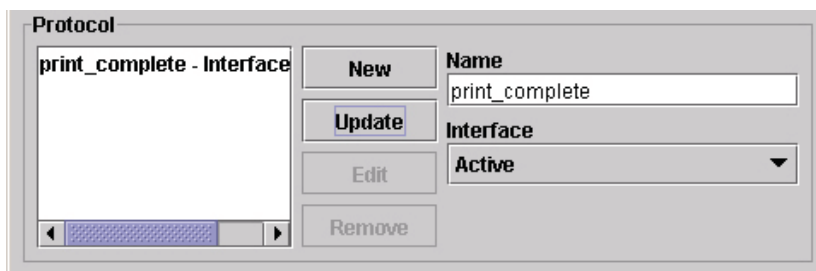 Protocol
print_complete - Interface
New
Update
Edit
Remove
Name
print_complete
Interface
Active